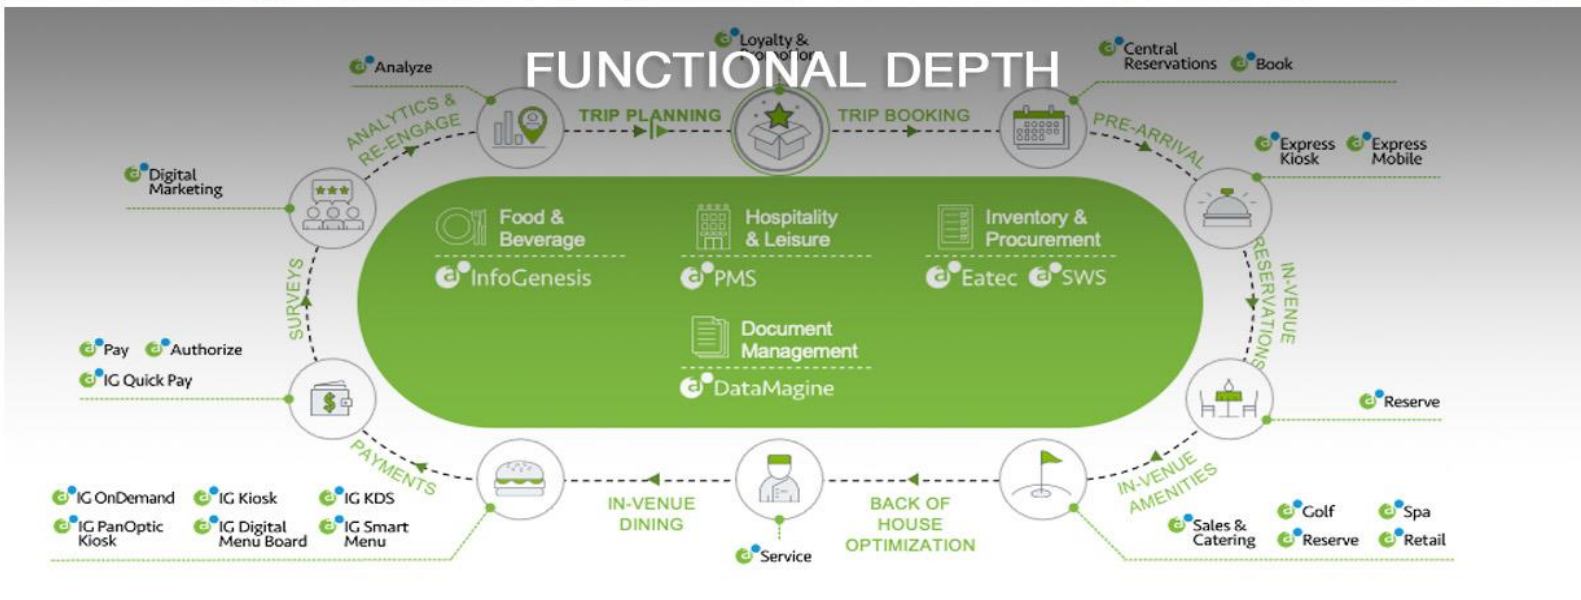 FUNCTIONAL DEPTH
Analyze
Loyalty &
Promotion
Central
Reservations
Book
ANALYTICS &
RE-ENGAGE
TRIP PLANNING
TRIP BOOKING
PRE-ARRIVAL
Express
Kiosk
Express
Mobile
Digital
Marketing
Food &
Beverage
InfoGenesis
Hospitality
& Leisure
PMS
Inventory &
Procurement
Eatec
SWS
IN-VENUE
RESERVATIONS
SURVEYS
Document
Management
DataMagine
Pay
Authorize
IG Quick Pay
Reserve
PAYMENTS
IN-VENUE
AMENITIES
IG OnDemand
IG Kiosk
IG KDS
IG PanOptic
Kiosk
IG Digital
Menu Board
IG Smart
Menu
IN-VENUE
DINING
BACK OF
HOUSE
OPTIMIZATION
Service
Sales &
Catering
Golf
Spa
Reserve
Retail